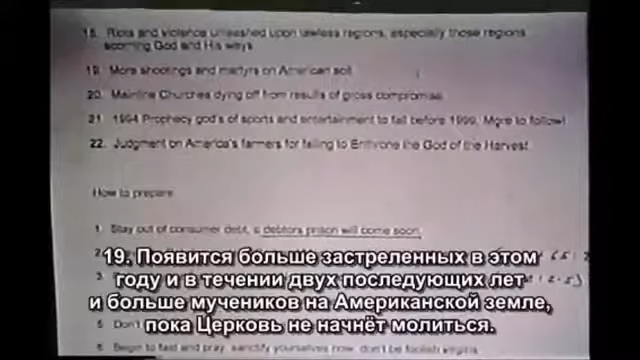 18. Riots and violence unleashed upon lawless regions, especially those regions
scorning God and His ways
19. More shootings and martyrs on American soil
20. Mainline Churches dying off from results of gross compromise
21. 1994 Prophecy god's of sports and entertainment to fall before 1999. More to follow!
22. Judgment on America's farmers for failing to Enthrone the God of the Harvest
How to prepare
1. Stay out of consumer debt, a debtors prison will come soon.
2.
19. Появится больше застреленных в этом
году и в течении двух последующих лет
3
и больше мучеников на Американской земле,
пока Церковь не начнёт молиться.
5 Don't
6 Begin to fast and pray, sanctify yourselves now, don't be foolish virgins